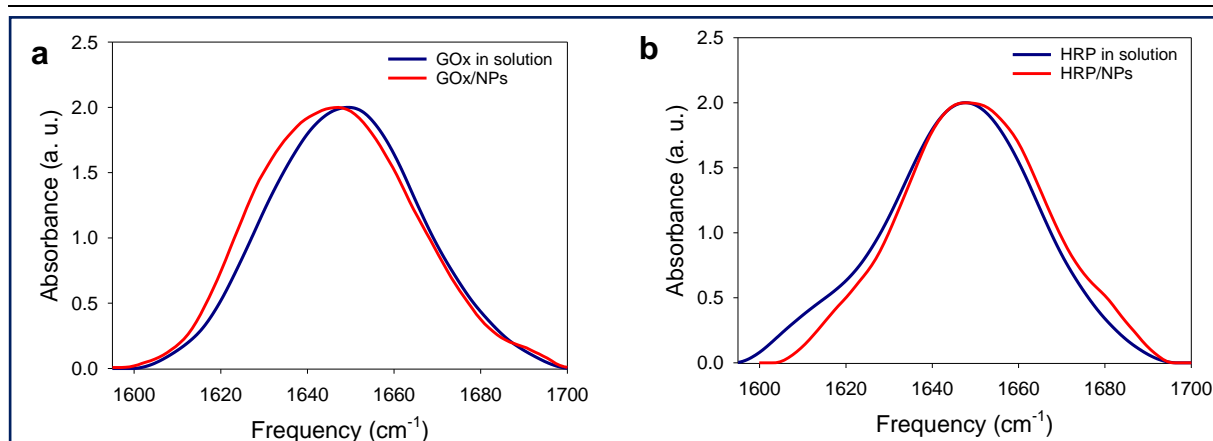 a
GOx in solution
GOx/NPs
Absorbance (a. u.)
2.5
2.0
1.5
1.0
0.5
0.0
1600 1620 1640 1660 1680 1700
Frequency (cm⁻¹)
b
HRP in solution
HRP/NPs
Absorbance (a. u.)
2.5
2.0
1.5
1.0
0.5
0.0
1600 1620 1640 1660 1680 1700
Frequency (cm⁻¹)